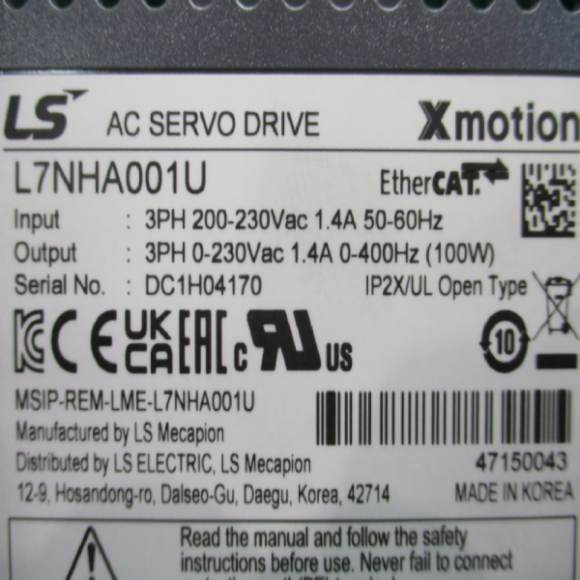 LS AC SERVO DRIVE Xmotion
L7NHA001U EtherCAT.
Input : 3PH 200-230Vac 1.4A 50-60Hz
Output : 3PH 0-230Vac 1.4A 0-400Hz (100W)
Serial No. : DC1H04170 IP2X/UL Open Type
KC CE UK CA EAC c RU US 10
MSIP-REM-LME-L7NHA001U
Manufactured by LS Mecapion
Distributed by LS ELECTRIC, LS Mecapion 47150043
12-9, Hosandong-ro, Dalseo-Gu, Daegu, Korea, 42714 MADE IN KOREA
Read the manual and follow the safety
instructions before use. Never fail to connect